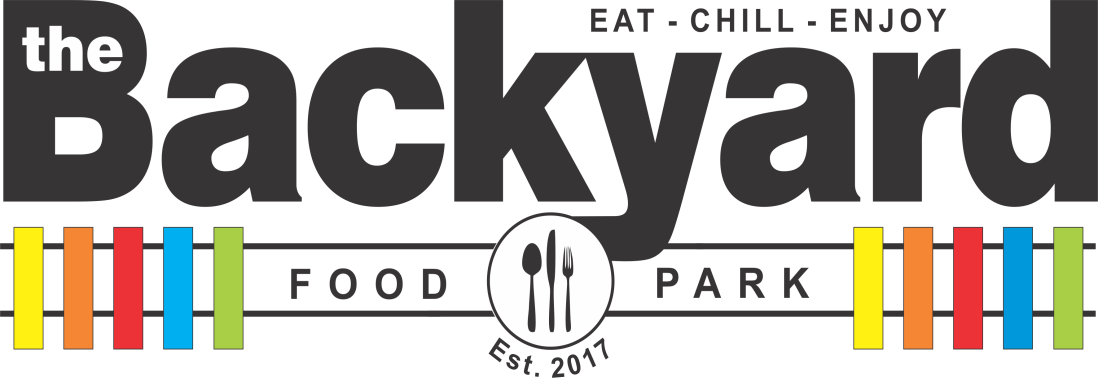 EAT - CHILL - ENJOY
the
Backyard
FOOD PARK
Est. 2017